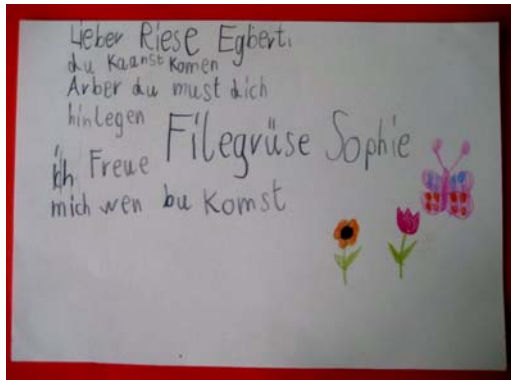 Lieber Riese Egbert,
du kaanst komen
Arber du must dich
hinlegen
ich Freue
mich wen bu komst
Filegrüse Sophie